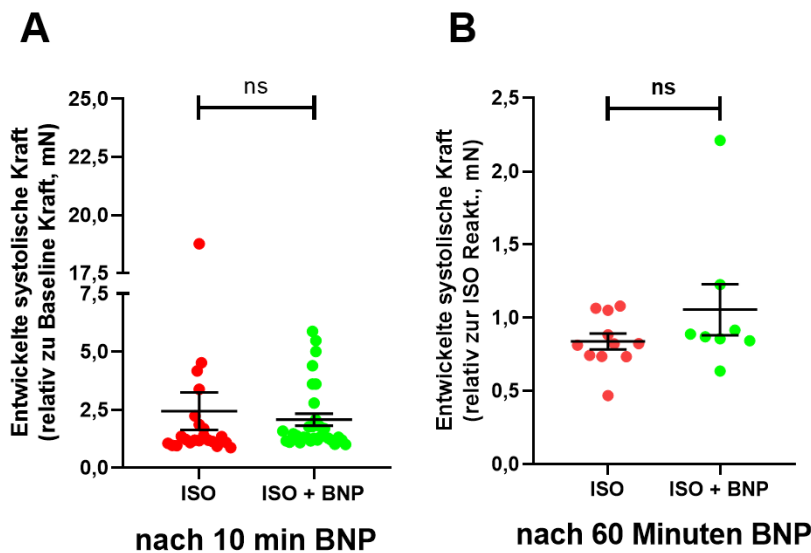 A
Entwickelte systolische Kraft
(relativ zu Baseline Kraft, mN)
ns
25,0
22,5
20,0
17,5
7,5
5,0
2,5
0,0
ISO
ISO + BNP
nach 10 min BNP
B
Entwickelte systolische Kraft
(relativ zur ISO Reakt., mN)
ns
2,5
2,0
1,5
1,0
0,5
0,0
ISO
ISO + BNP
nach 60 Minuten BNP